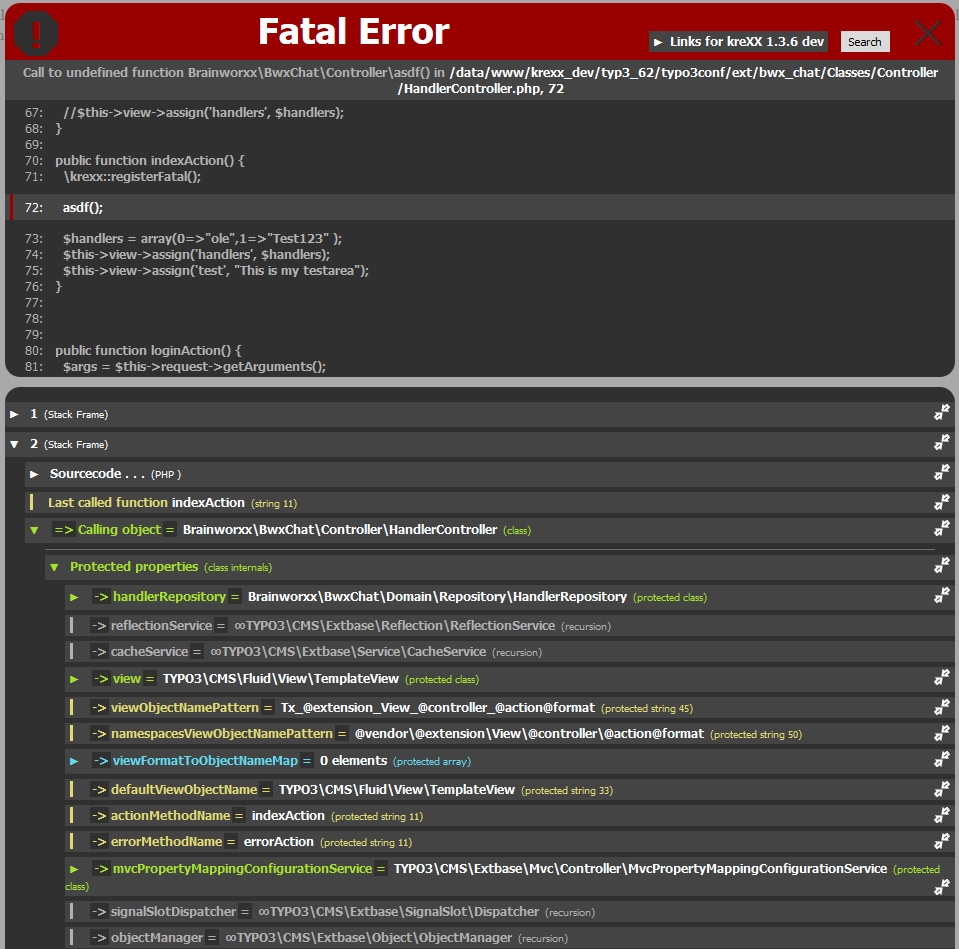 !
Fatal Error
► Links for kreXX 1.3.6 dev
Search
Call to undefined function Brainworxx\BwxChat\Controller\asdf() in /data/www/krexx_dev/typ3_62/typo3conf/ext/bwx_chat/Classes/Controller
/HandlerController.php, 72
67: //$this->view->assign('handlers', $handlers);
68: }
69:
70: public function indexAction() {
71: \krexx::registerFatal();
72: asdf();
73: $handlers = array(0=>"ole",1=>"Test123" );
74: $this->view->assign('handlers', $handlers);
75: $this->view->assign('test', "This is my testarea");
76: }
77:
78:
79:
80: public function loginAction() {
81: $args = $this->request->getArguments();
► 1 (Stack Frame)
▼ 2 (Stack Frame)
► Sourcecode . . . (PHP )
Last called function indexAction (string 11)
▼ => Calling object = Brainworxx\BwxChat\Controller\HandlerController (class)
▼ Protected properties (class internals)
► -> handlerRepository = Brainworxx\BwxChat\Domain\Repository\HandlerRepository (protected class)
-> reflectionService = ∞TYPO3\CMS\Extbase\Reflection\ReflectionService (recursion)
-> cacheService = ∞TYPO3\CMS\Extbase\Service\CacheService (recursion)
► -> view = TYPO3\CMS\Fluid\View\TemplateView (protected class)
-> viewObjectNamePattern = Tx_@extension_View_@controller_@action@format (protected string 45)
-> namespacesViewObjectNamePattern = @vendor\@extension\View\@controller\@action@format (protected string 50)
► -> viewFormatToObjectNameMap = 0 elements (protected array)
-> defaultViewObjectName = TYPO3\CMS\Fluid\View\TemplateView (protected string 33)
-> actionMethodName = indexAction (protected string 11)
-> errorMethodName = errorAction (protected string 11)
► -> mvcPropertyMappingConfigurationService = TYPO3\CMS\Extbase\Mvc\Controller\MvcPropertyMappingConfigurationService (protected
class)
-> signalSlotDispatcher = ∞TYPO3\CMS\Extbase\SignalSlot\Dispatcher (recursion)
-> objectManager = ∞TYPO3\CMS\Extbase\Object\ObjectManager (recursion)